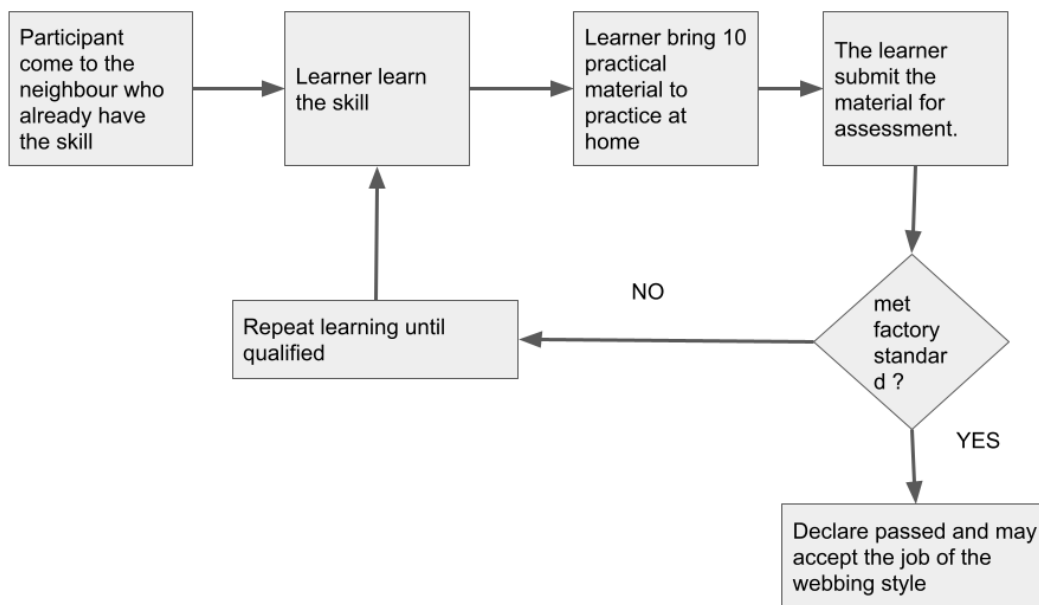 Participant
come to the
neighbour who
already have
the skill
Learner learn
the skill
Learner bring 10
practical
material to
practice at
home
The learner
submit the
material for
assessment.
met
factory
standar
d ?
NO
Repeat learning until
qualified
YES
Declare passed and may
accept the job of the
webbing style